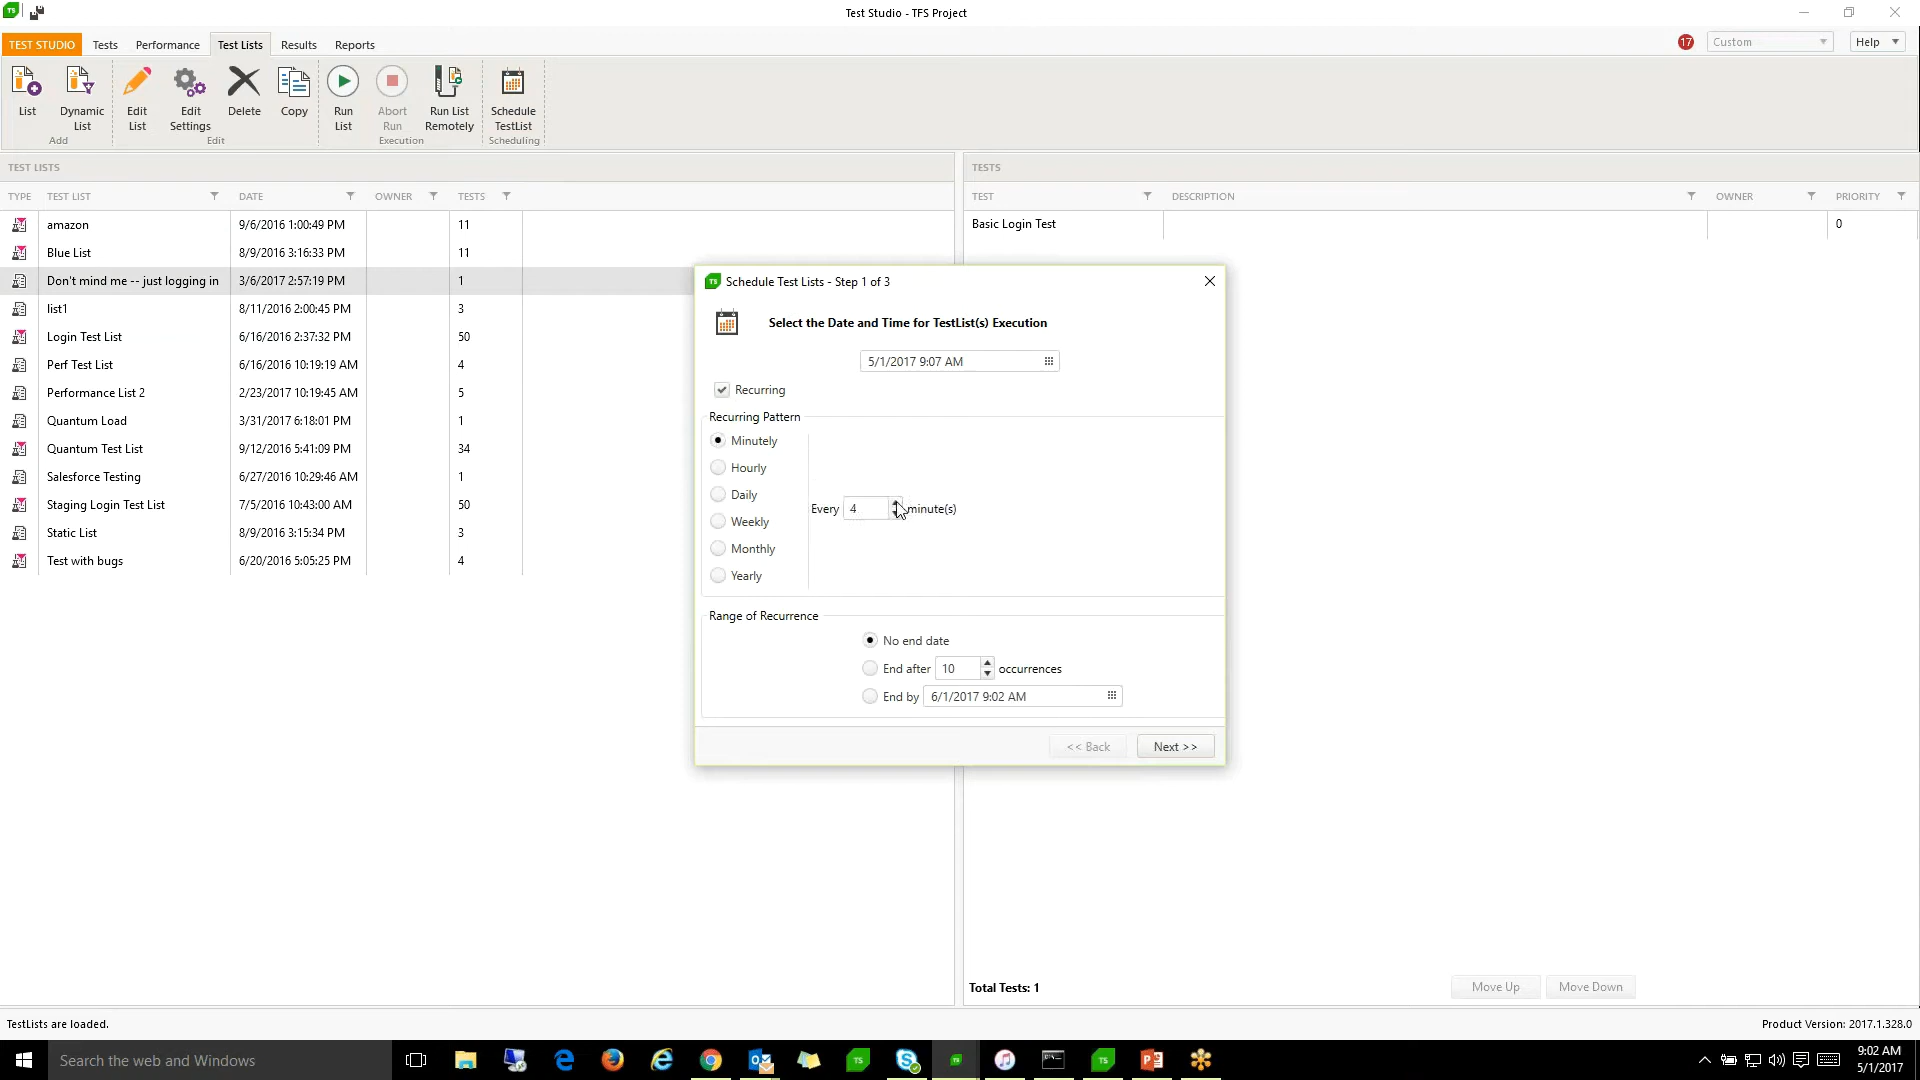 TS
Test Studio - TFS Project
TEST STUDIO Tests Performance Test Lists Results Reports
17 Custom Help
List
Dynamic
List
Add
Edit
List
Edit
Settings
Delete
Copy
Edit
Run
List
Abort
Run
Run List
Remotely
Execution
Schedule
TestList
Scheduling
TEST LISTS
TYPE TEST LIST DATE OWNER TESTS
amazon 9/6/2016 1:00:49 PM 11
Blue List 8/9/2016 3:16:33 PM 11
Don't mind me -- just logging in 3/6/2017 2:57:19 PM 1
list1 8/11/2016 2:00:45 PM 3
Login Test List 6/16/2016 2:37:32 PM 50
Perf Test List 6/16/2016 10:19:19 AM 4
Performance List 2 2/23/2017 10:19:45 AM 5
Quantum Load 3/31/2017 6:18:01 PM 1
Quantum Test List 9/12/2016 5:41:09 PM 34
Salesforce Testing 6/27/2016 10:29:46 AM 1
Staging Login Test List 7/5/2016 10:43:00 AM 50
Static List 8/9/2016 3:15:34 PM 3
Test with bugs 6/20/2016 5:05:25 PM 4
TESTS
TEST DESCRIPTION OWNER PRIORITY
Basic Login Test 0
TS Schedule Test Lists - Step 1 of 3
Select the Date and Time for TestList(s) Execution
5/1/2017 9:07 AM
Recurring
Recurring Pattern
Minutely
Hourly
Daily
Weekly
Monthly
Yearly
Every 4 minute(s)
Range of Recurrence
No end date
End after 10 occurrences
End by 6/1/2017 9:02 AM
<< Back Next >>
Total Tests: 1
Move Up Move Down
TestLists are loaded.
Product Version: 2017.1.328.0
Search the web and Windows
TS
TS
TS
9:02 AM
5/1/2017